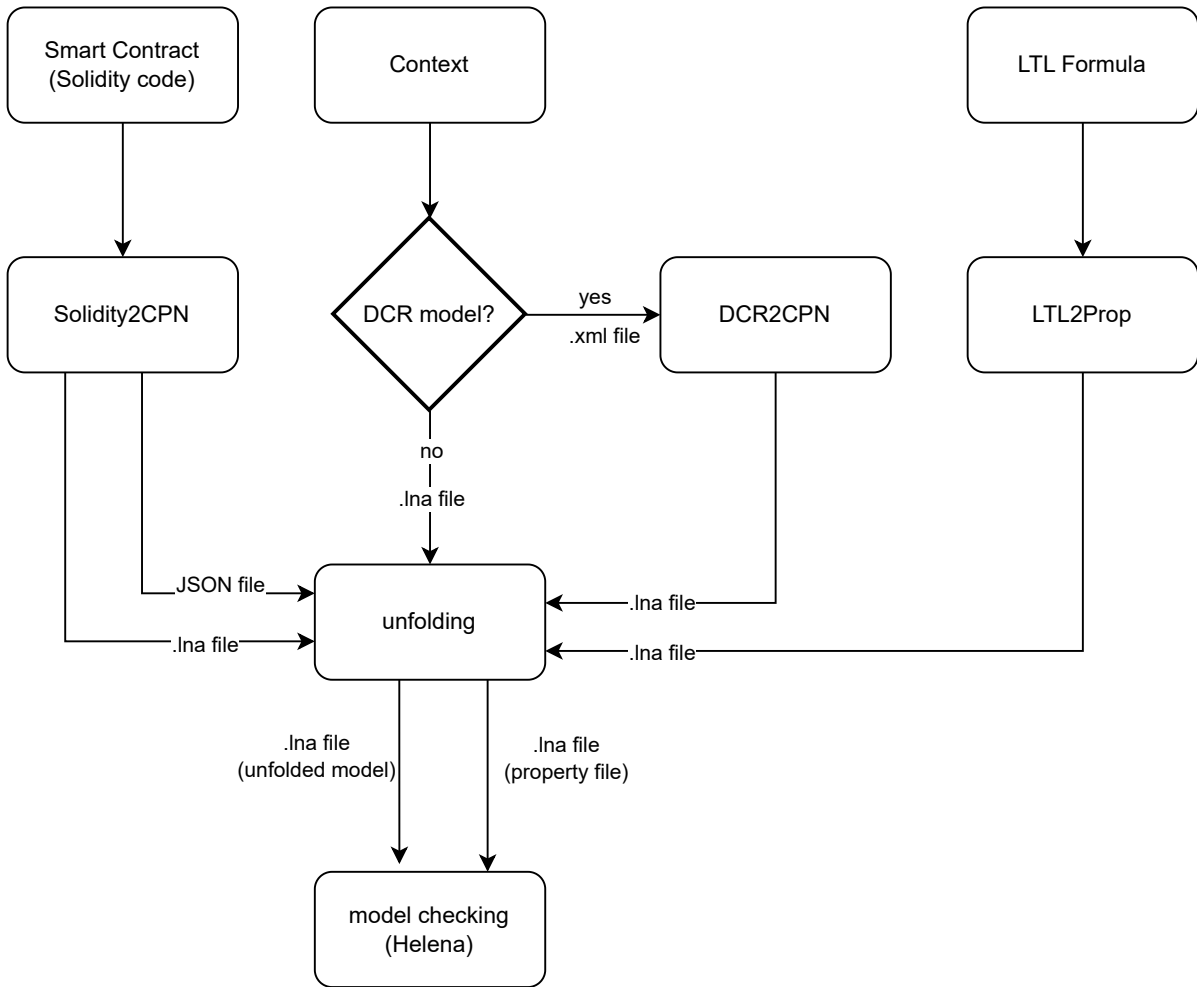 Smart Contract
(Solidity code)
Context
LTL Formula
Solidity2CPN
DCR model?
yes
.xml file
DCR2CPN
LTL2Prop
no
.lna file
JSON file
.lna file
unfolding
.lna file
.lna file
.lna file
(unfolded model)
.lna file
(property file)
model checking
(Helena)